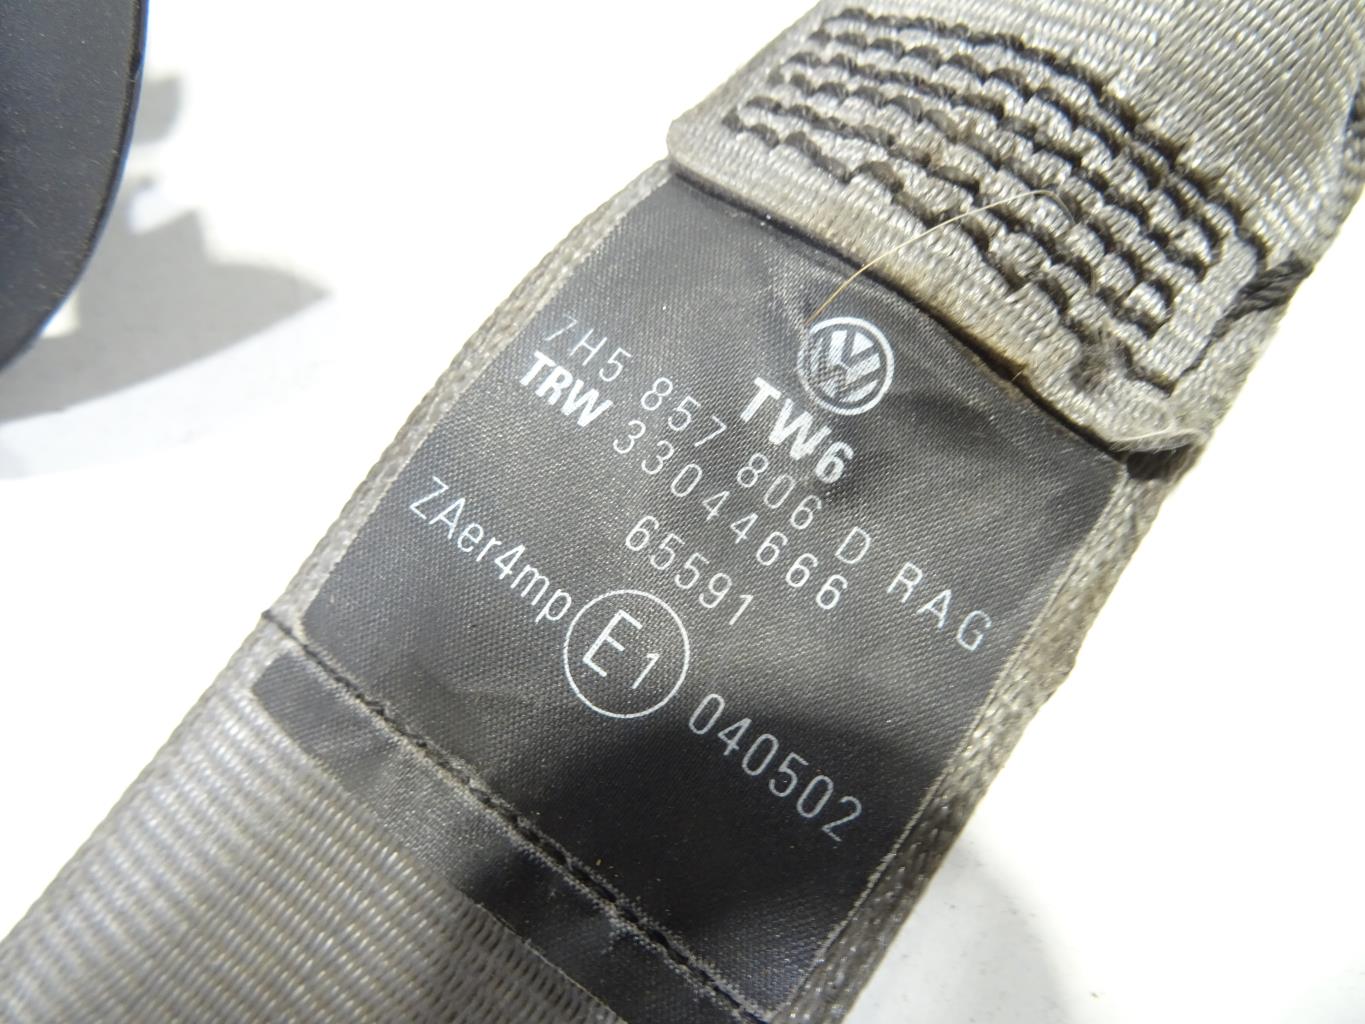 TW6
7H5 857 806 D RAG
TRW 33044666
65591
ZAer4mp E1 040502